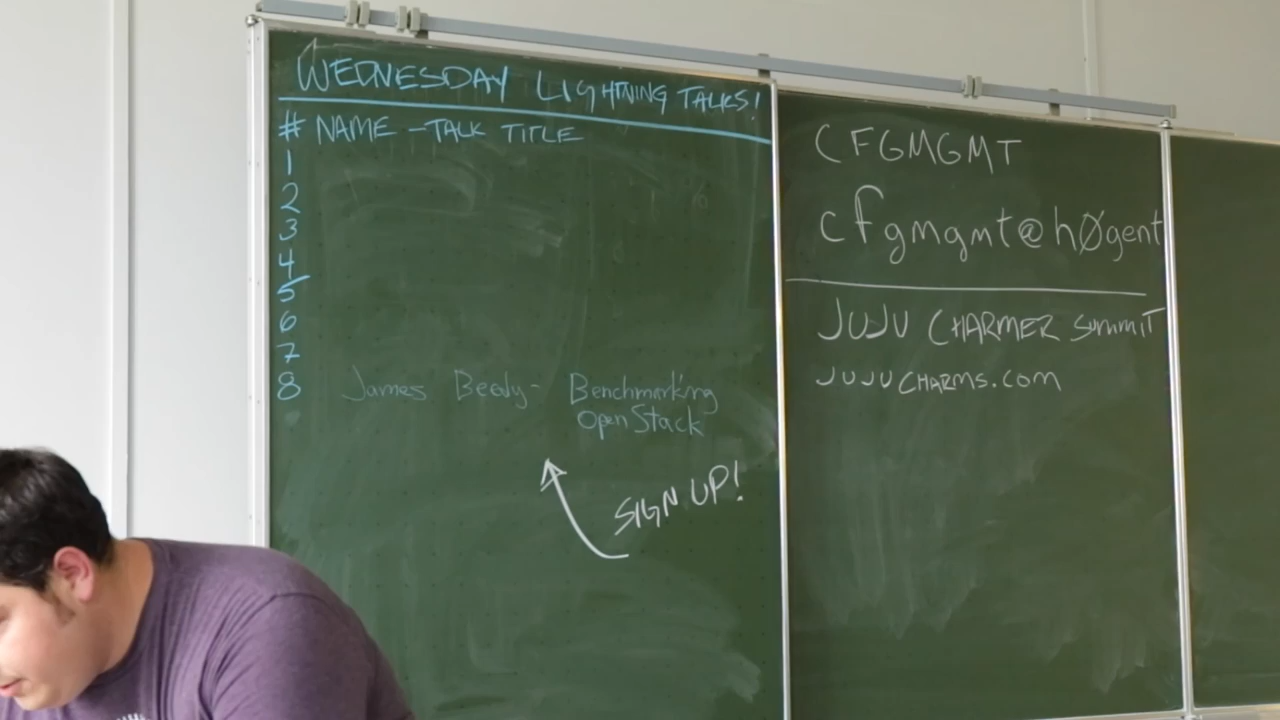 WEDNESDAY LIGHTNING TALKS!
# NAME - TALK TITLE
1
2
3
4
5
6
7
8 James Beedy - Benchmarking
OpenStack
SIGN UP!
CFGMGMT
cfgmgmt@hØgent
JUJU CHARMER SUMMIT
JUJUCHARMS.COM